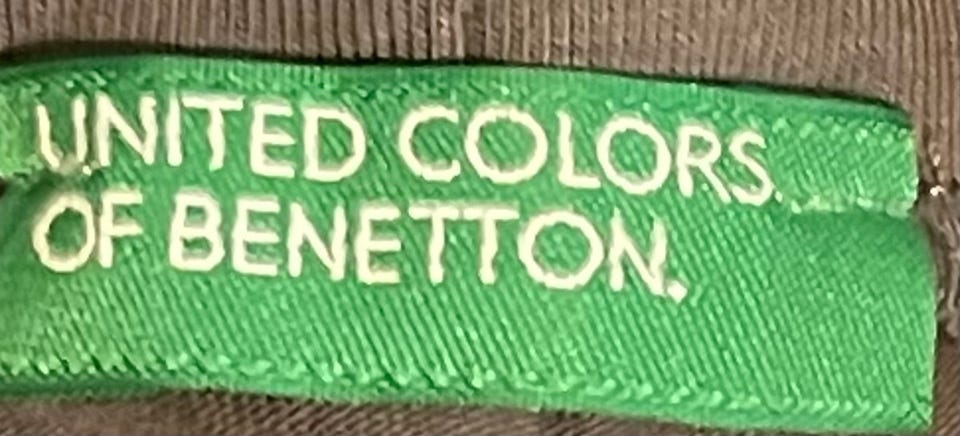 UNITED COLORS
OF BENETTON.